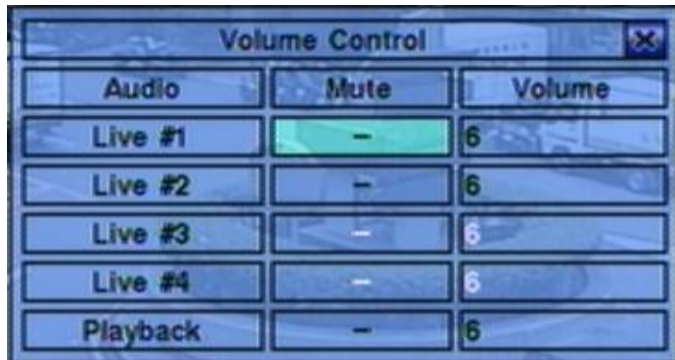 Volume Control X
Audio Mute Volume
Live #1 – 6
Live #2 – 6
Live #3 – 6
Live #4 – 6
Playback – 6